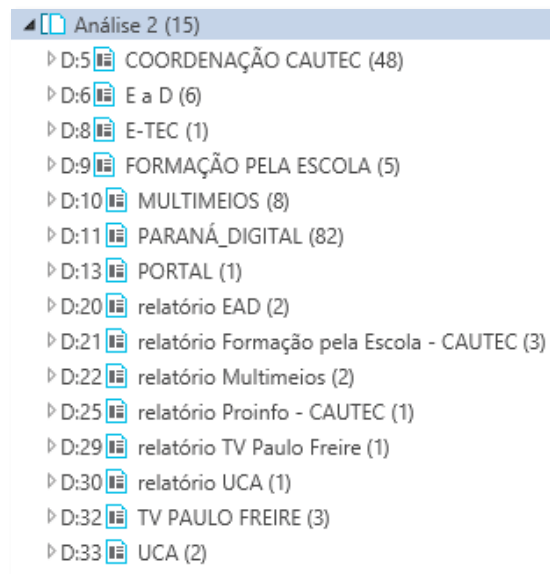 Análise 2 (15)
D:5 COORDENAÇÃO CAUTEC (48)
D:6 E a D (6)
D:8 E-TEC (1)
D:9 FORMAÇÃO PELA ESCOLA (5)
D:10 MULTIMEIOS (8)
D:11 PARANÁ_DIGITAL (82)
D:13 PORTAL (1)
D:20 relatório EAD (2)
D:21 relatório Formação pela Escola - CAUTEC (3)
D:22 relatório Multimeios (2)
D:25 relatório Proinfo - CAUTEC (1)
D:29 relatório TV Paulo Freire (1)
D:30 relatório UCA (1)
D:32 TV PAULO FREIRE (3)
D:33 UCA (2)